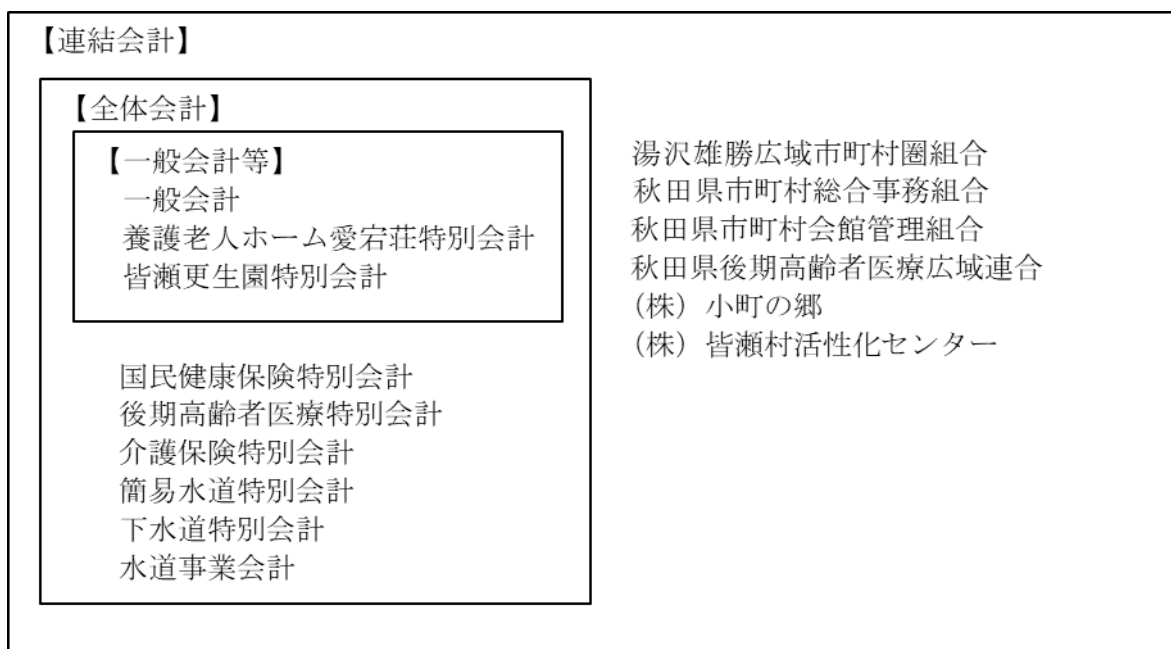 【連結会計】
【全体会計】
【一般会計等】
一般会計
養護老人ホーム愛宕荘特別会計
皆瀬更生園特別会計
国民健康保険特別会計
後期高齢者医療特別会計
介護保険特別会計
簡易水道特別会計
下水道特別会計
水道事業会計
湯沢雄勝広域市町村圏組合
秋田県市町村総合事務組合
秋田県市町村会館管理組合
秋田県後期高齢者医療広域連合
（株）小町の郷
（株）皆瀬村活性化センター